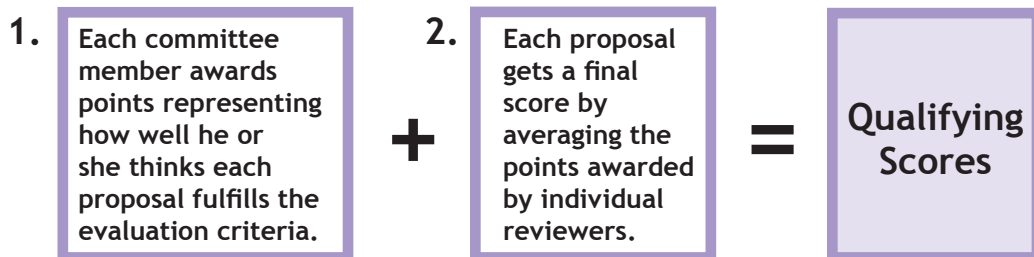 1.
Each committee
member awards
points representing
how well he or
she thinks each
proposal fulfills the
evaluation criteria.
+
2.
Each proposal
gets a final
score by
averaging the
points awarded
by individual
reviewers.
=
Qualifying
Scores